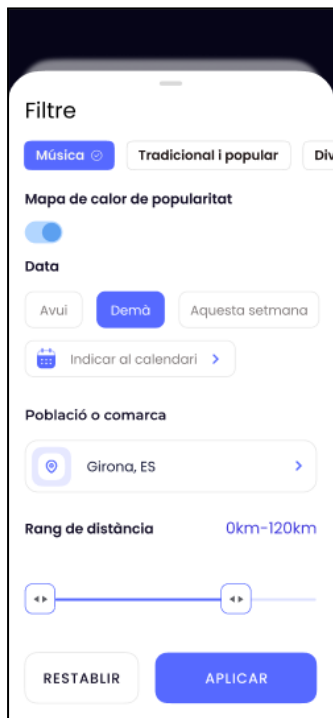 Filtre
Música Tradicional i popular Div
Mapa de calor de popularitat
Data
Avui Demà Aquesta setmana
Indicar al calendari
Població o comarca
Girona, ES
Rang de distància 0km-120km
RESTABLIR APLICAR